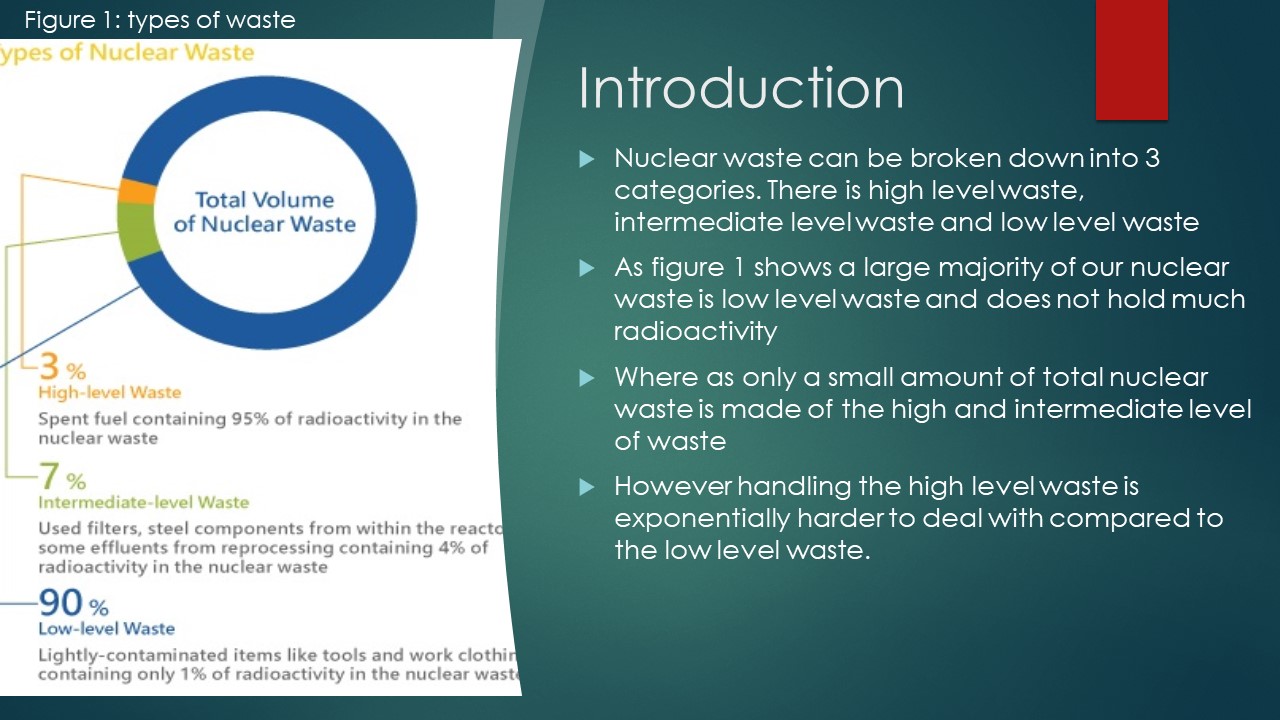 Figure 1: types of waste
ypes of Nuclear Waste
Total Volume
of Nuclear Waste
3 %
High-level Waste
Spent fuel containing 95% of radioactivity in the
nuclear waste
7 %
Intermediate-level Waste
Used filters, steel components from within the reacto
some effluents from reprocessing containing 4% of
radioactivity in the nuclear waste
90 %
Low-level Waste
Lightly-contaminated items like tools and work clothin
containing only 1% of radioactivity in the nuclear waste
Introduction
Nuclear waste can be broken down into 3
categories. There is high level waste,
intermediate level waste and low level waste
As figure 1 shows a large majority of our nuclear
waste is low level waste and does not hold much
radioactivity
Where as only a small amount of total nuclear
waste is made of the high and intermediate level
of waste
However handling the high level waste is
exponentially harder to deal with compared to
the low level waste.